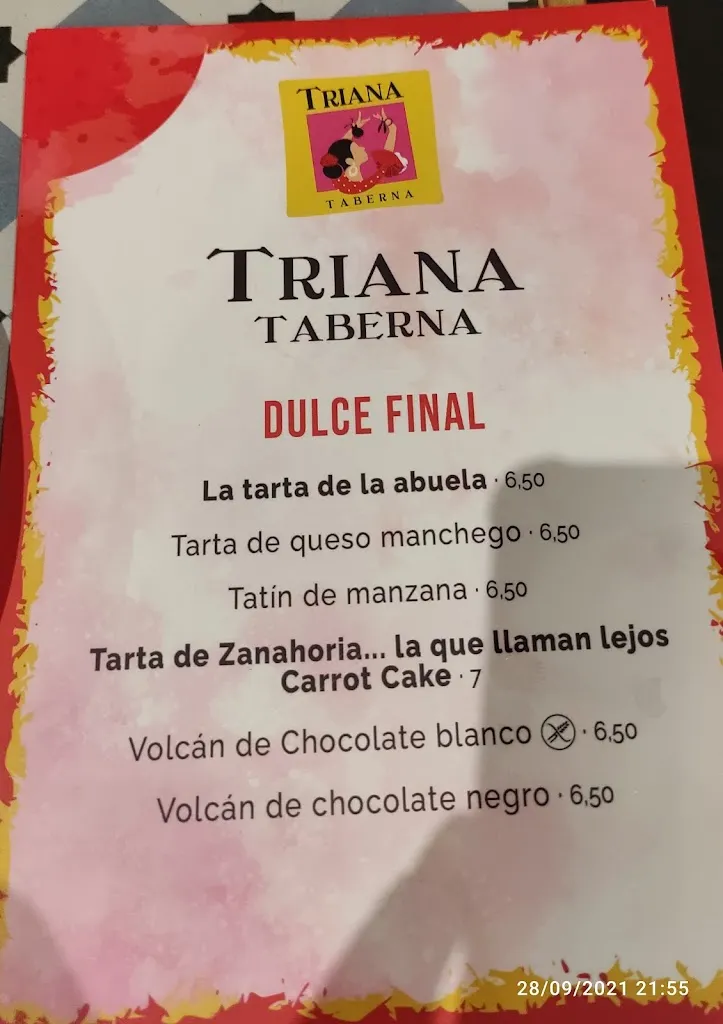 TRIANA
TABERNA
TRIANA
TABERNA
DULCE FINAL
La tarta de la abuela · 6,50
Tarta de queso manchego · 6,50
Tatín de manzana · 6,50
Tarta de Zanahoria... la que llaman lejos
Carrot Cake · 7
Volcán de Chocolate blanco · 6,50
Volcán de chocolate negro · 6,50
28/09/2021 21:55